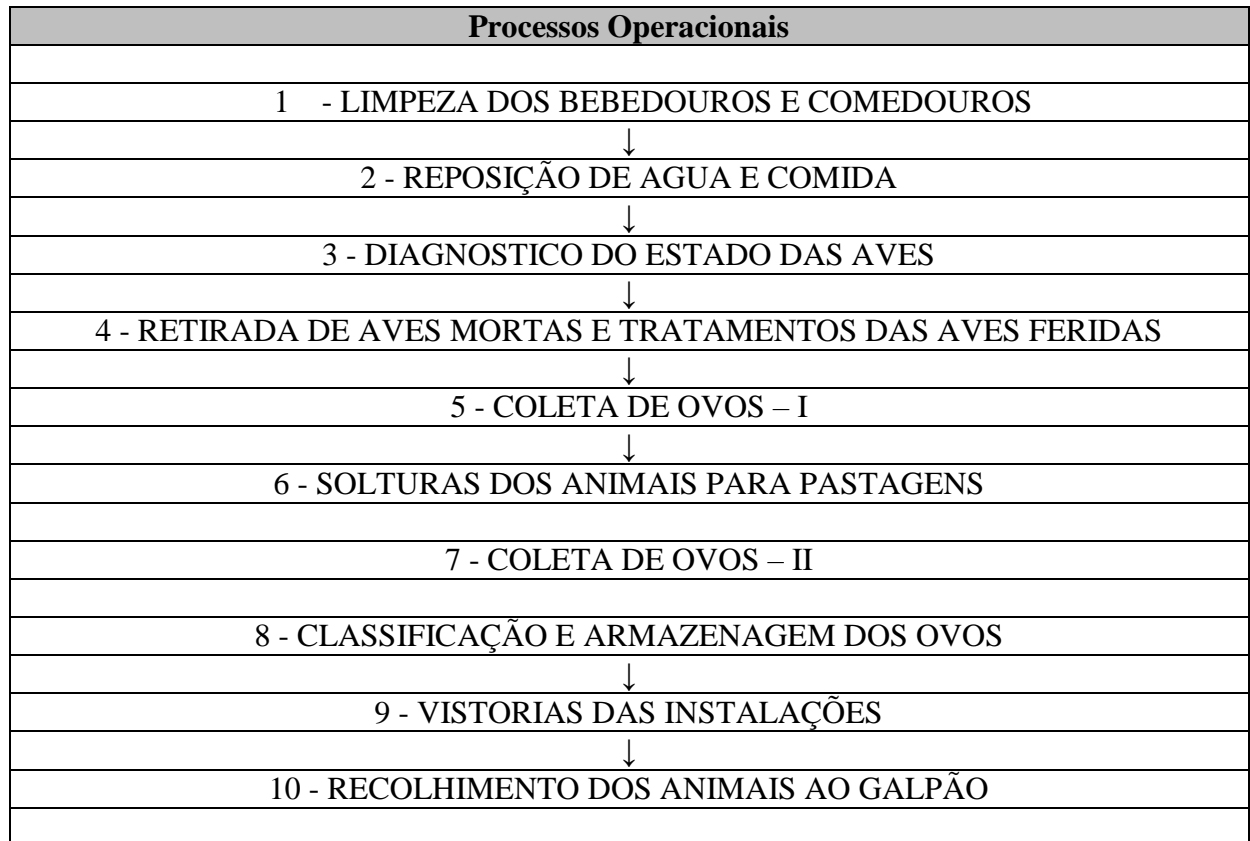 Processos Operacionais
1 - LIMPEZA DOS BEBEDOUROS E COMEDOUROS
↓
2 - REPOSIÇÃO DE AGUA E COMIDA
↓
3 - DIAGNOSTICO DO ESTADO DAS AVES
↓
4 - RETIRADA DE AVES MORTAS E TRATAMENTOS DAS AVES FERIDAS
↓
5 - COLETA DE OVOS – I
↓
6 - SOLTURAS DOS ANIMAIS PARA PASTAGENS
7 - COLETA DE OVOS – II
8 - CLASSIFICAÇÃO E ARMAZENAGEM DOS OVOS
↓
9 - VISTORIAS DAS INSTALAÇÕES
↓
10 - RECOLHIMENTO DOS ANIMAIS AO GALPÃO